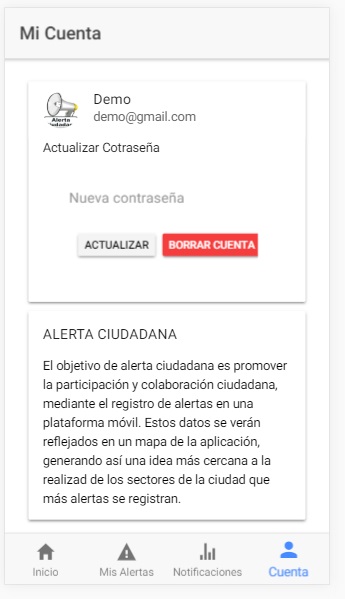 Mi Cuenta
Alerta
Ciudadana
Demo
demo@gmail.com
Actualizar Cotraseña
Nueva contraseña
ACTUALIZAR
BORRAR CUENTA
ALERTA CIUDADANA
El objetivo de alerta ciudadana es promover
la participación y colaboración ciudadana,
mediante el registro de alertas en una
plataforma móvil. Estos datos se verán
reflejados en un mapa de la aplicación,
generando así una idea más cercana a la
realizad de los sectores de la ciudad que
más alertas se registran.
Inicio
Mis Alertas
Notificaciones
Cuenta